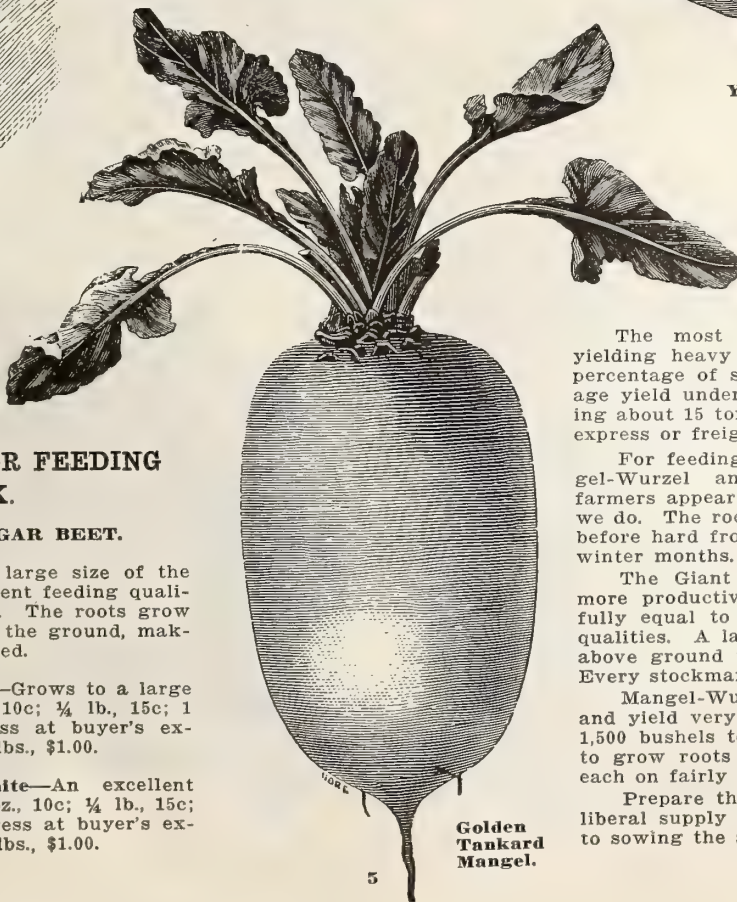 R FEEDING
K.
GAR BEET.
large size of the
ent feeding quali-
. The roots grow
the ground, mak-
ed.
—Grows to a large
10c; ¼ lb., 15c; 1
ss at buyer's ex-
lbs., $1.00.
ite—An excellent
z., 10c; ¼ lb., 15c;
ess at buyer's ex-
lbs., $1.00.
Golden
Tankard
Mangel.
5
Y
The most
yielding heavy
percentage of s
age yield under
ing about 15 to
express or freig
For feeding
gel-Wurzel an
farmers appear
we do. The roo
before hard fro
winter months.
The Giant
more productiv
fully equal to
qualities. A la
above ground
Every stockma
Mangel-Wu
and yield very
1,500 bushels t
to grow roots
each on fairly
Prepare th
liberal supply
to sowing the s